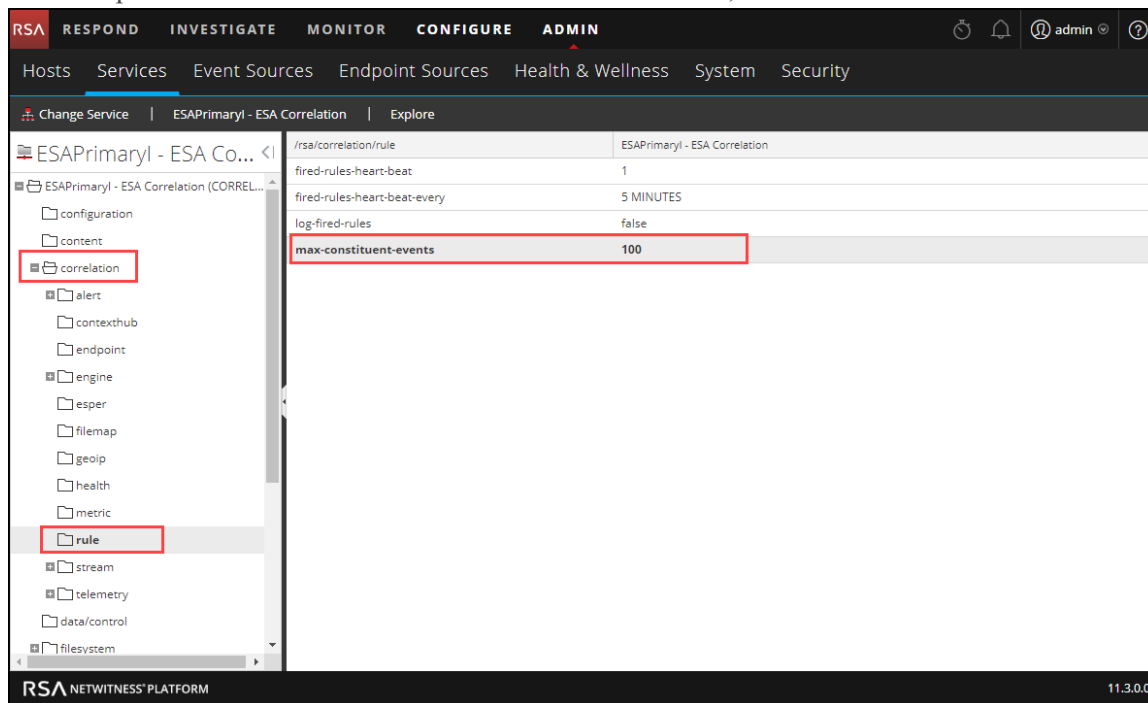 RSA RESPOND INVESTIGATE MONITOR CONFIGURE ADMIN admin ?
Hosts Services Event Sources Endpoint Sources Health & Wellness System Security
Change Service | ESAPrimaryI - ESA Correlation | Explore
ESAPrimaryI - ESA Co...
/rsa/correlation/rule ESAPrimaryI - ESA Correlation
fired-rules-heart-beat 1
ESAPrimaryI - ESA Correlation (CORREL...
fired-rules-heart-beat-every 5 MINUTES
configuration
log-fired-rules false
content
max-constituent-events 100
correlation
alert
contexthub
endpoint
engine
esper
filemap
geoip
health
metric
rule
stream
telemetry
data/control
filesystem
RSA NETWITNESS® PLATFORM 11.3.0.0